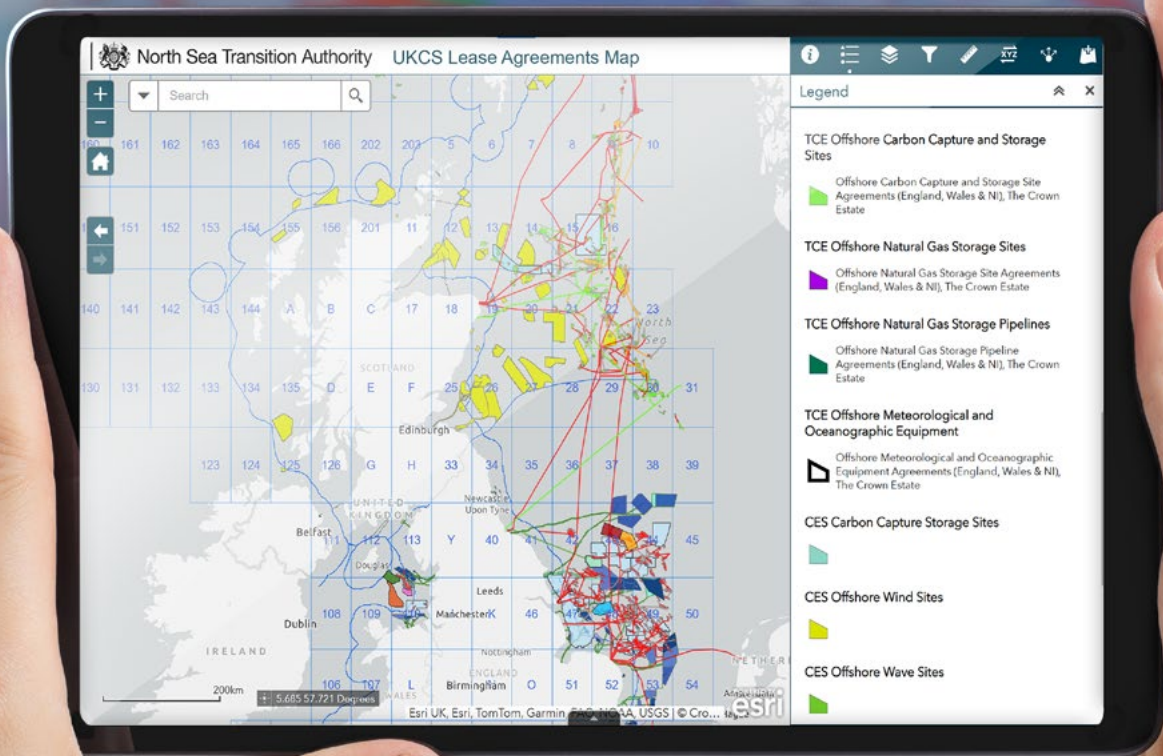 North Sea Transition Authority UKCS Lease Agreements Map
Search
Legend
TCE Offshore Carbon Capture and Storage
Sites
Offshore Carbon Capture and Storage Site
Agreements (England, Wales & NI), The Crown
Estate
TCE Offshore Natural Gas Storage Sites
Offshore Natural Gas Storage Site Agreements
(England, Wales & NI), The Crown Estate
TCE Offshore Natural Gas Storage Pipelines
Offshore Natural Gas Storage Pipeline
Agreements (England, Wales & NI), The Crown
Estate
TCE Offshore Meteorological and
Oceanographic Equipment
Offshore Meteorological and Oceanographic
Equipment Agreements (England, Wales & NI),
The Crown Estate
CES Carbon Capture Storage Sites
CES Offshore Wind Sites
CES Offshore Wave Sites
XYZ
160 161 162 163 164 165 166 202 203 5 6 7 8 9 10
151 152 153 154 155 156 201 11 12 13 14 15 16
140 141 142 143 144 A B C 17 18 19 20 21 22 23
North
Sea
SCOTLAND
130 131 132 133 134 135 D E F 25 26 27 28 29 30 31
Edinburgh
123 124 125 126 G H 33 34 35 36 37 38 39
UNITED
KINGDOM
Newcastle
Upon Tyne
Belfast
111 112 113 Y 40 41 42 44 45
Douglas
Leeds
108 109 110 Manchester K 46 47 48 49 50
Dublin
IRELAND
Nottingham
ENGLAND
106 107 L Birmingham O 51 52 53 54
WALES
200km
5.685 57.721 Degrees
Esri UK, Esri, TomTom, Garmin, FAO, NOAA, USGS | © Cro...
esri